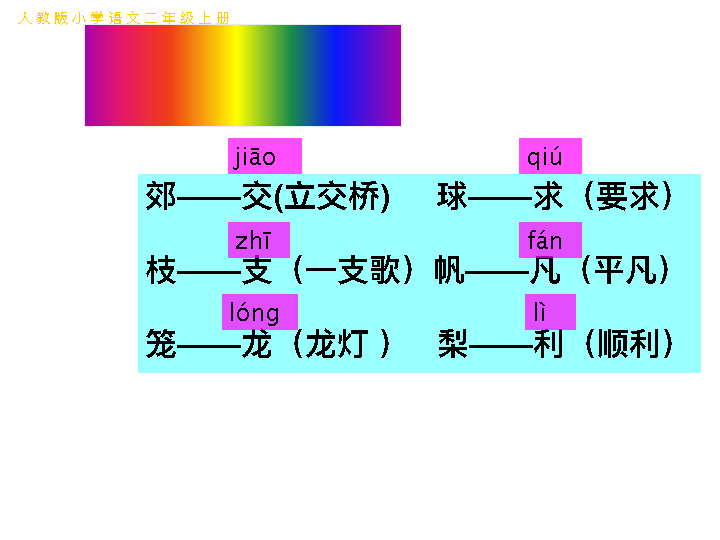 人教版小学语文二年级上册
jiāo qiú
郊——交(立交桥) 球——求（要求）
zhī fán
枝——支（一支歌）帆——凡（平凡）
lóng lì
笼——龙（龙灯 ） 梨——利（顺利）